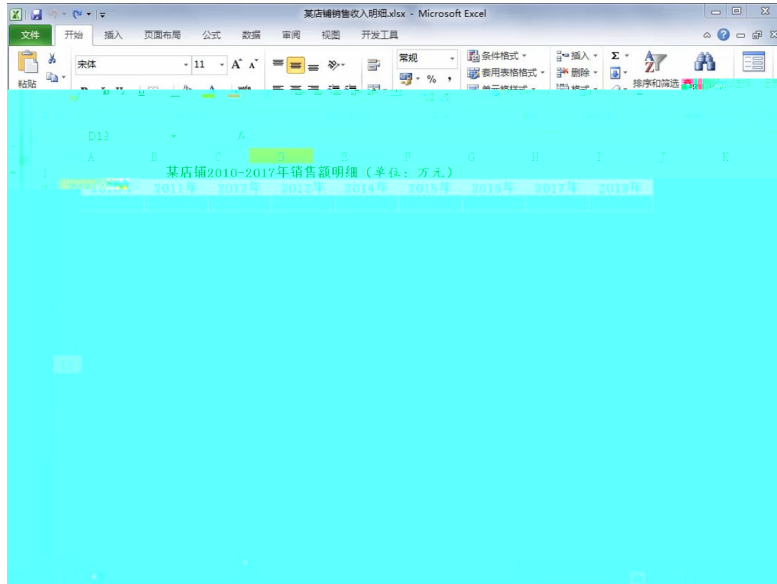 某店铺销售收入明细.xlsx - Microsoft Excel
文件 开始 插入 页面布局 公式 数据 审阅 视图 开发工具
粘贴 宋体 11 A A 常规 % , 条件格式 套用表格格式 插入 删除 Σ 排序和筛选
D13 fx
A B C D E F G H I J K
某店铺2010-2017年销售额明细（单位：万元）
2011年 2012年 2013年 2014年 2015年 2016年 2017年 2018年